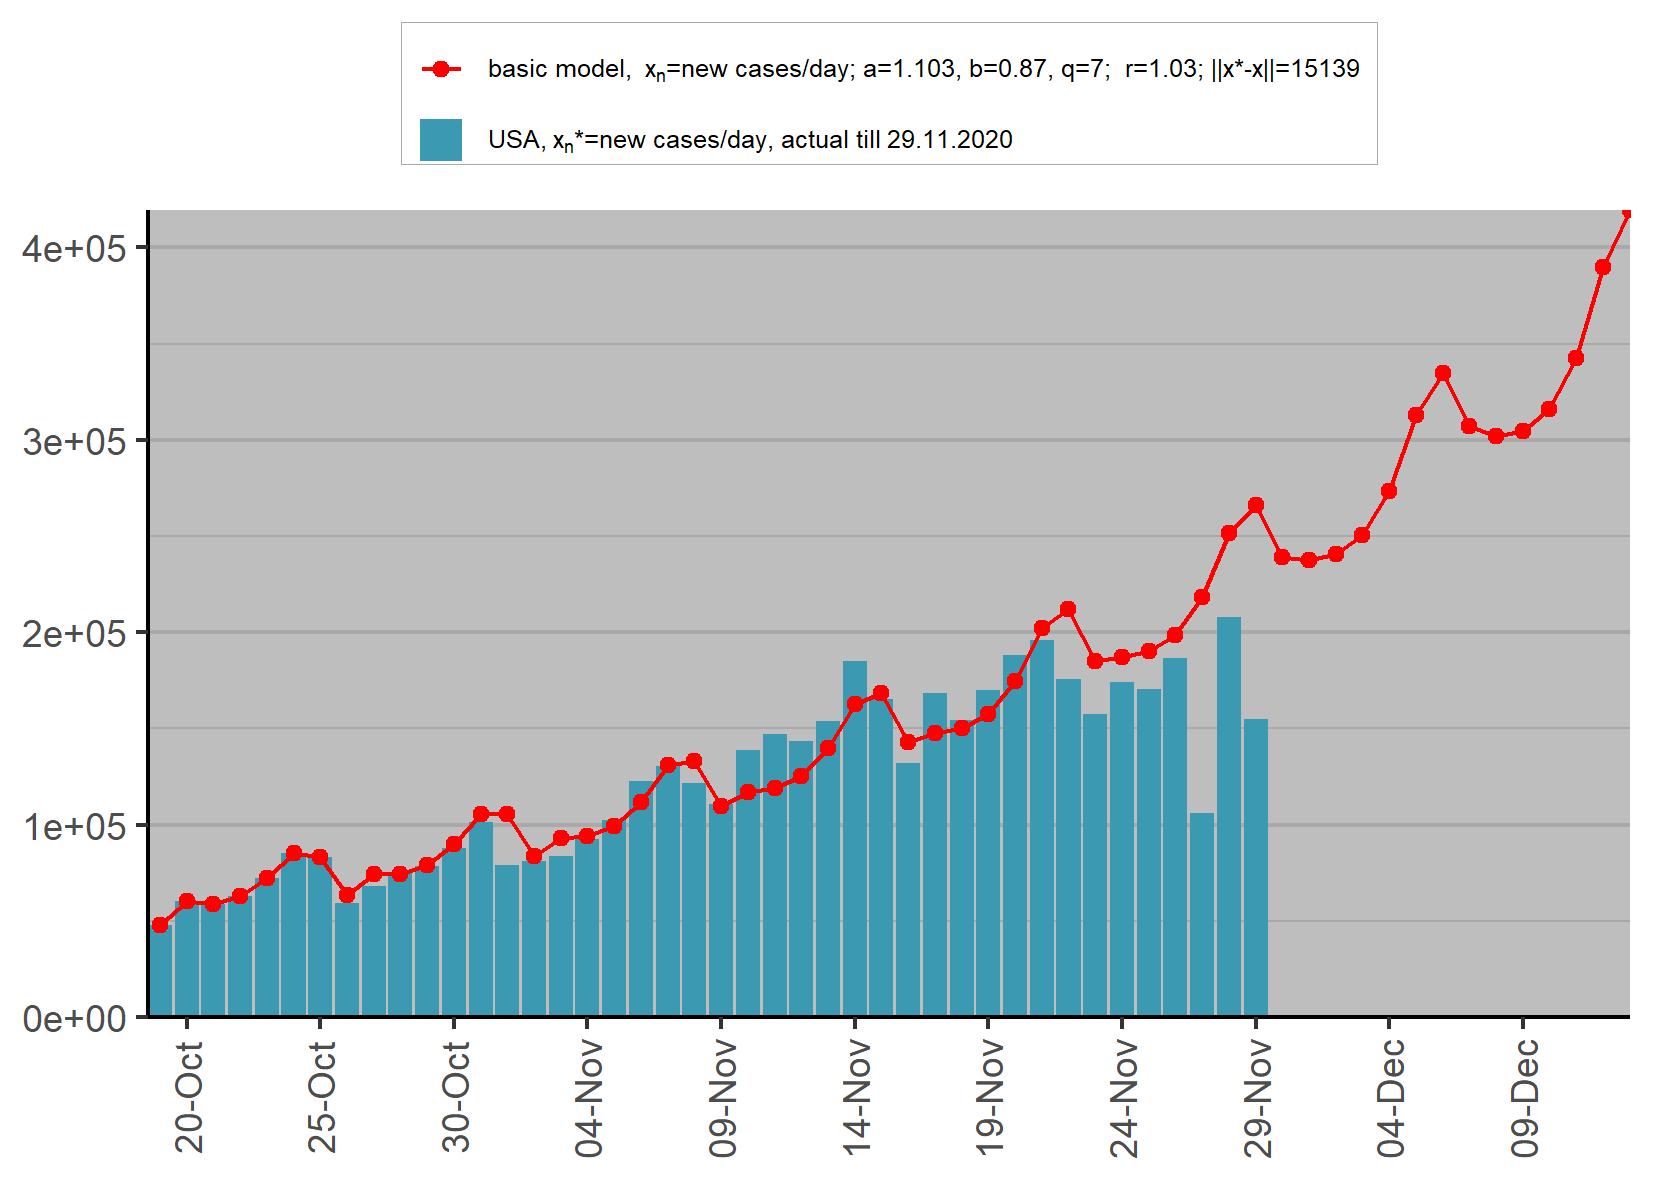 basic model,  xn=new cases/day; a=1.103, b=0.87, q=7;  r=1.03; ||x*-x||=15139
USA, xn*=new cases/day, actual till 29.11.2020
4e+05
3e+05
2e+05
1e+05
0e+00
20-Oct
25-Oct
30-Oct
04-Nov
09-Nov
14-Nov
19-Nov
24-Nov
29-Nov
04-Dec
09-Dec